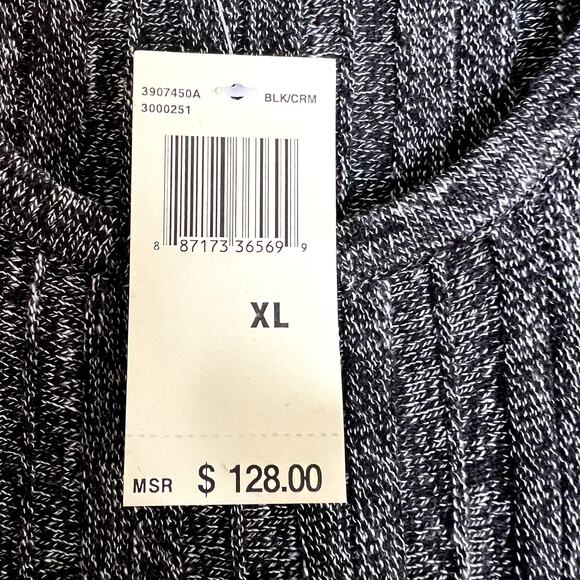 3907450A BLK/CRM
3000251
8 87173 36569 9
XL
MSR $ 128.00